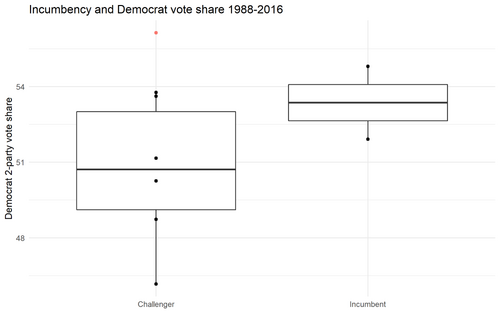 Incumbency and Democrat vote share 1988-2016
Democrat 2-party vote share
54
51
48
Challenger
Incumbent